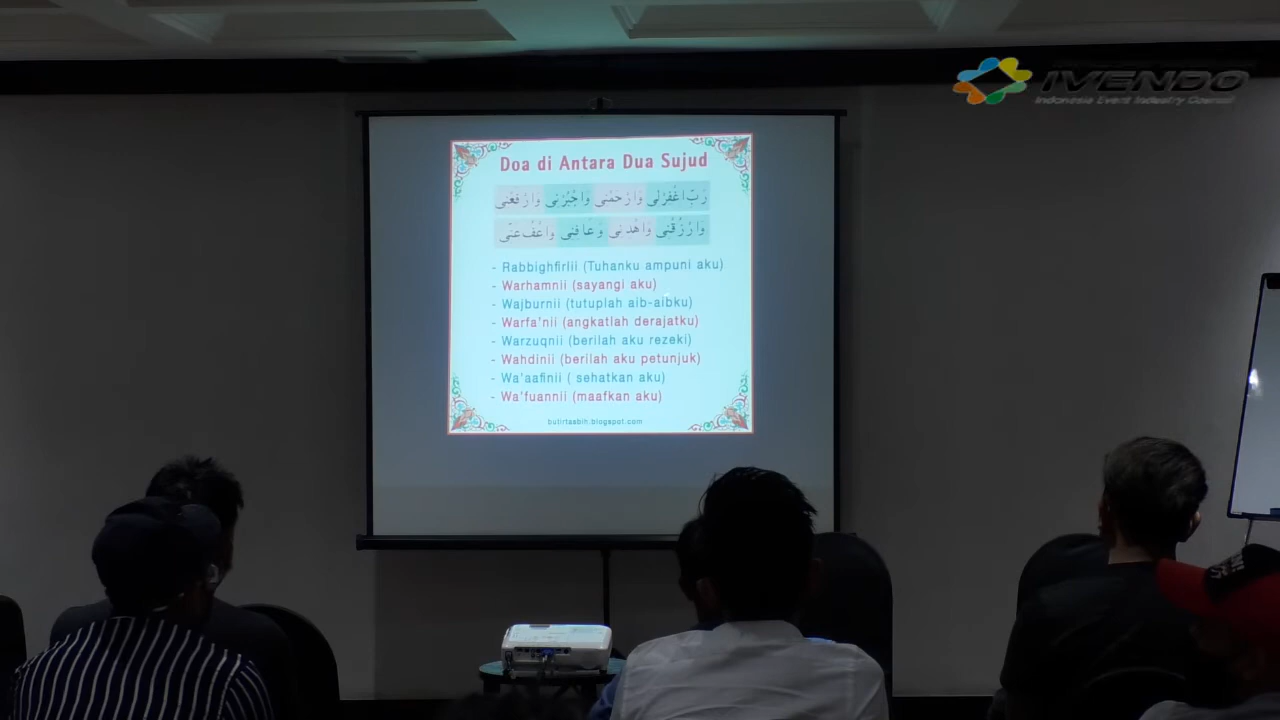 IVENDO
Indonesia Event Industry Council
Doa di Antara Dua Sujud
رَبِّ اغْفِرْلِى وَارْحَمْنِى وَاجْبُرْنِى وَارْفَعْنِى
وَارْزُقْنِى وَاهْدِنِى وَعَافِنِى وَاعْفُ عَنِّى
- Rabbighfirlii (Tuhanku ampuni aku)
- Warhamnii (sayangi aku)
- Wajburnii (tutuplah aib-aibku)
- Warfa'nii (angkatlah derajatku)
- Warzuqnii (berilah aku rezeki)
- Wahdinii (berilah aku petunjuk)
- Wa'aafinii ( sehatkan aku)
- Wa'fuannii (maafkan aku)
butirtasbih.blogspot.com